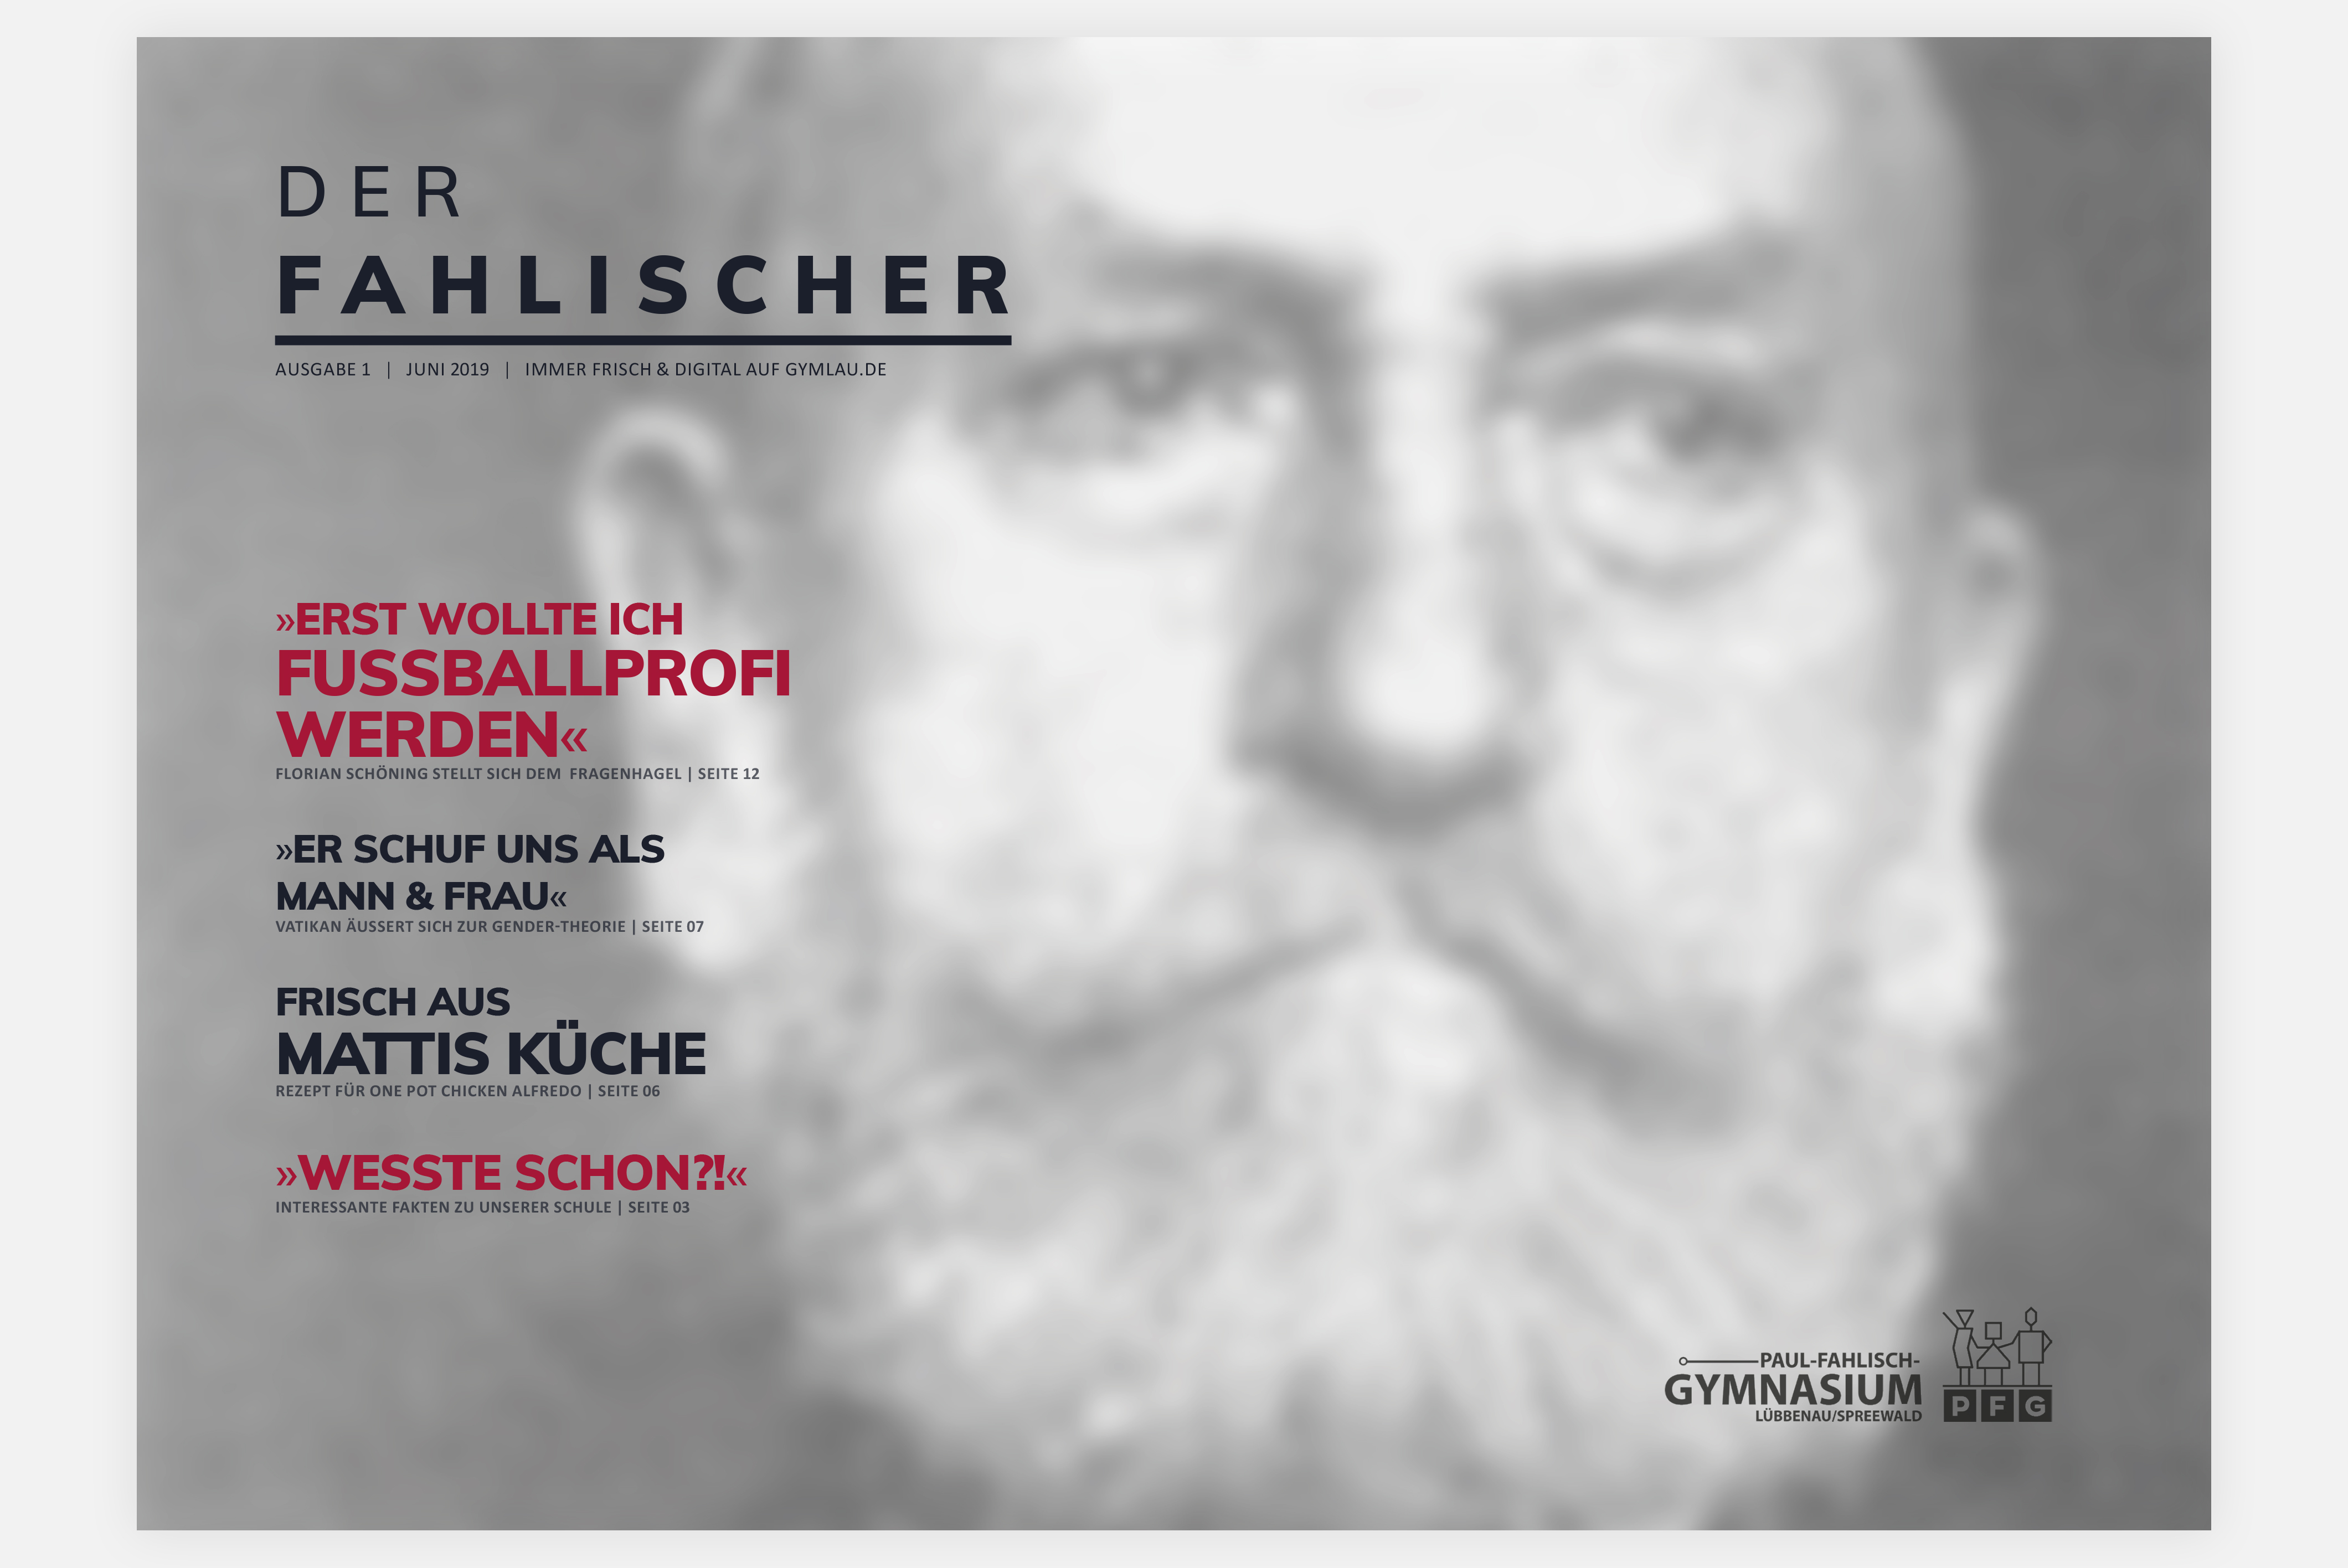 DER
FAHLISCHER
AUSGABE 1 | JUNI 2019 | IMMER FRISCH & DIGITAL AUF GYMLAU.DE
»ERST WOLLTE ICH
FUSSBALLPROFI
WERDEN«
FLORIAN SCHÖNING STELLT SICH DEM FRAGENHAGEL | SEITE 12
»ER SCHUF UNS ALS
MANN & FRAU«
VATIKAN ÄUSSERT SICH ZUR GENDER-THEORIE | SEITE 07
FRISCH AUS
MATTIS KÜCHE
REZEPT FÜR ONE POT CHICKEN ALFREDO | SEITE 06
»WESSTE SCHON?!«
INTERESSANTE FAKTEN ZU UNSERER SCHULE | SEITE 03
PAUL-FAHLISCH-
GYMNASIUM
LÜBBENAU/SPREEWALD
P F G